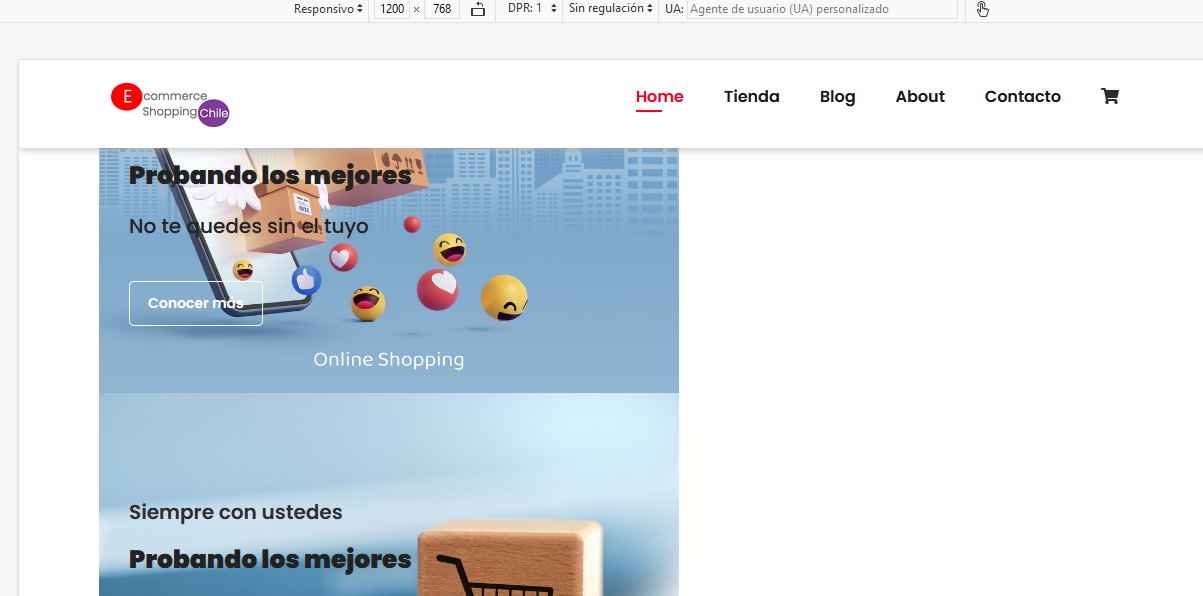 Responsivo 1200 × 768 DPR: 1 Sin regulación UA: Agente de usuario (UA) personalizado
E commerce
Shopping Chile
Home Tienda Blog About Contacto
Probando los mejores
No te quedes sin el tuyo
Conocer más
Online Shopping
Siempre con ustedes
Probando los mejores